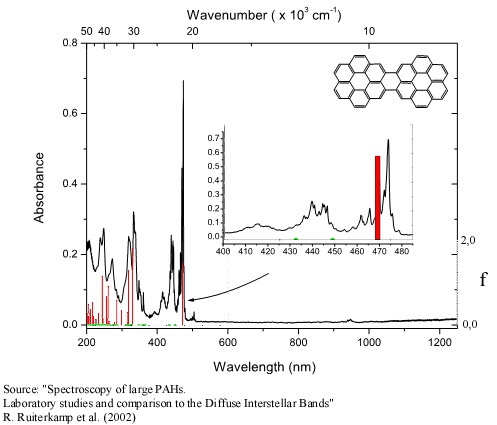 Wavenumber ( x 10³ cm⁻¹)
50 40 30 20 10
0.8
0.6
0.4
0.2
0.0
Absorbance
0.7
0.6
0.5
0.4
0.3
0.2
0.1
0.0
400 410 420 430 440 450 460 470 480
2,0
f
0,0
200 400 600 800 1000 1200
Wavelength (nm)
Source: "Spectroscopy of large PAHs.
Laboratory studies and comparison to the Diffuse Interstellar Bands"
R. Ruiterkamp et al. (2002)